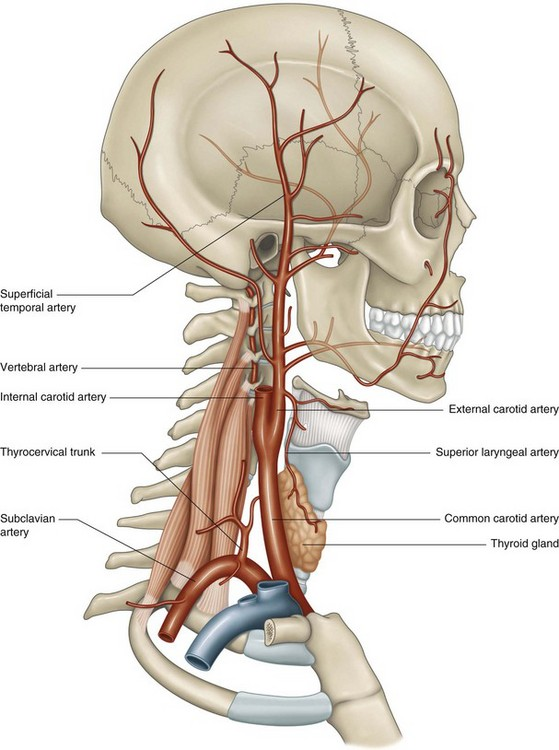 Superficial
temporal artery
Vertebral artery
Internal carotid artery
External carotid artery
Thyrocervical trunk
Superior laryngeal artery
Subclavian
artery
Common carotid artery
Thyroid gland